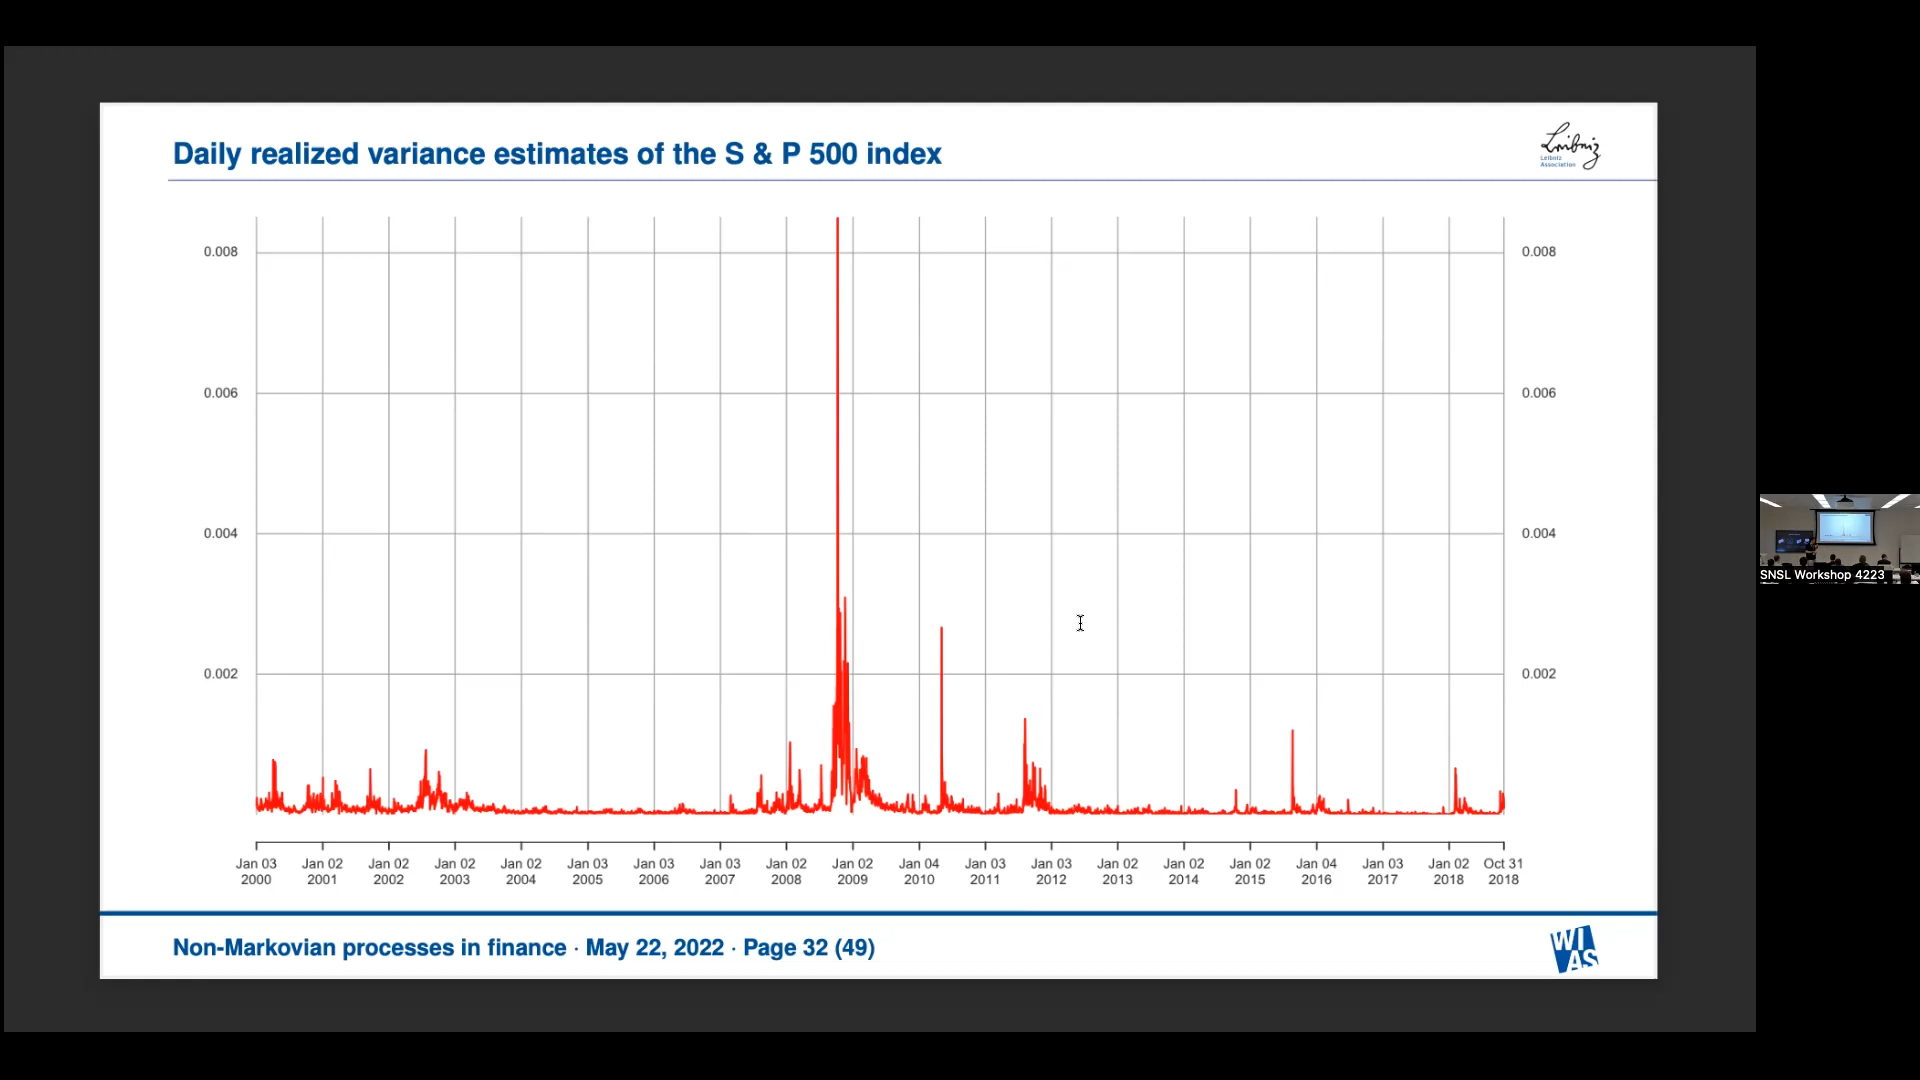 Daily realized variance estimates of the S & P 500 index
Leibniz
Leibniz
Association
0.008
0.008
0.006
0.006
0.004
0.004
0.002
0.002
Jan 03 Jan 02 Jan 02 Jan 02 Jan 02 Jan 03 Jan 03 Jan 03 Jan 02 Jan 02 Jan 04 Jan 03 Jan 03 Jan 02 Jan 02 Jan 02 Jan 04 Jan 03 Jan 02 Oct 31
2000 2001 2002 2003 2004 2005 2006 2007 2008 2009 2010 2011 2012 2013 2014 2015 2016 2017 2018 2018
Non-Markovian processes in finance · May 22, 2022 · Page 32 (49)
WI
AS
SNSL Workshop 4223